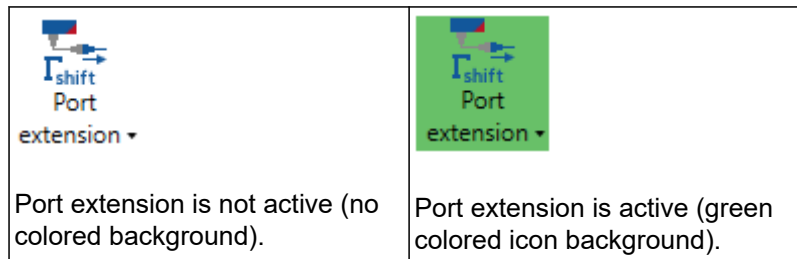 Γshift
Port
extension ▾
Port extension is not active (no
colored background).
Γshift
Port
extension ▾
Port extension is active (green
colored icon background).